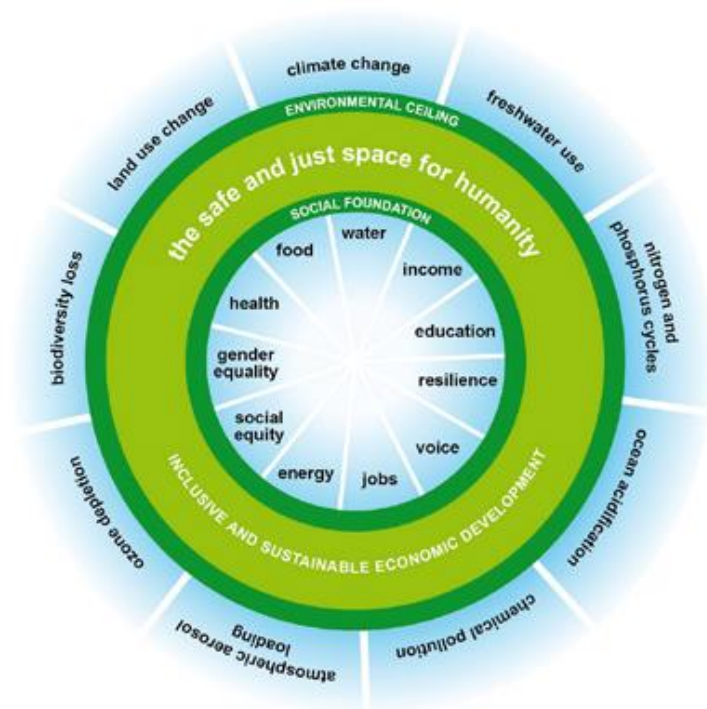 climate change
freshwater use
nitrogen and
phosphorus cycles
ocean acidification
chemical pollution
atmospheric aerosol
loading
ozone depletion
biodiversity loss
land use change
ENVIRONMENTAL CEILING
the safe and just space for humanity
SOCIAL FOUNDATION
water
income
education
resilience
voice
jobs
energy
social
equity
gender
equality
health
food
INCLUSIVE AND SUSTAINABLE ECONOMIC DEVELOPMENT